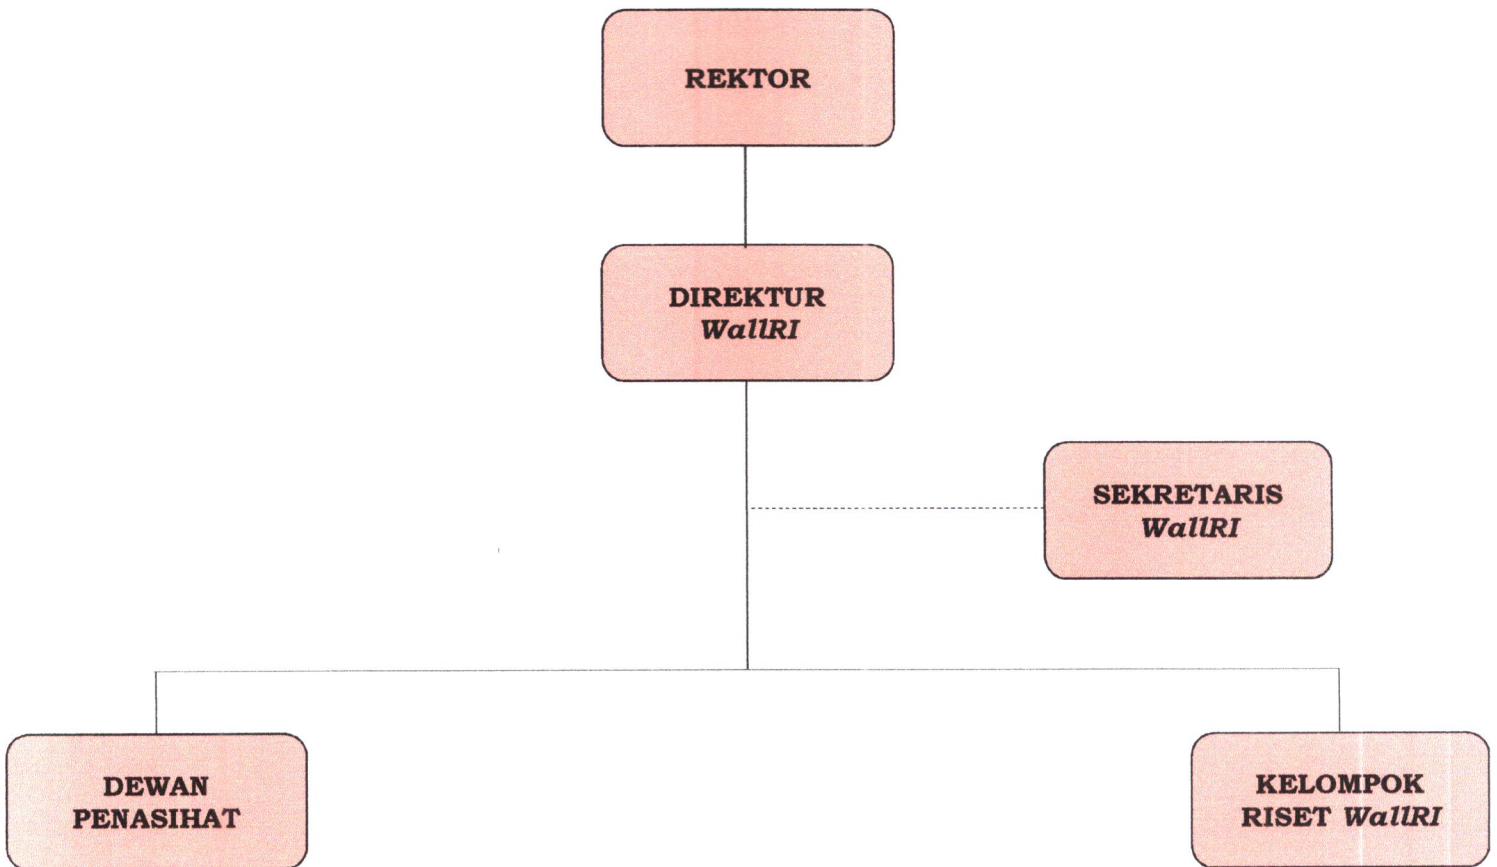 REKTOR
DIREKTUR
WallRI
SEKRETARIS
WallRI
DEWAN
PENASIHAT
KELOMPOK
RISET WallRI